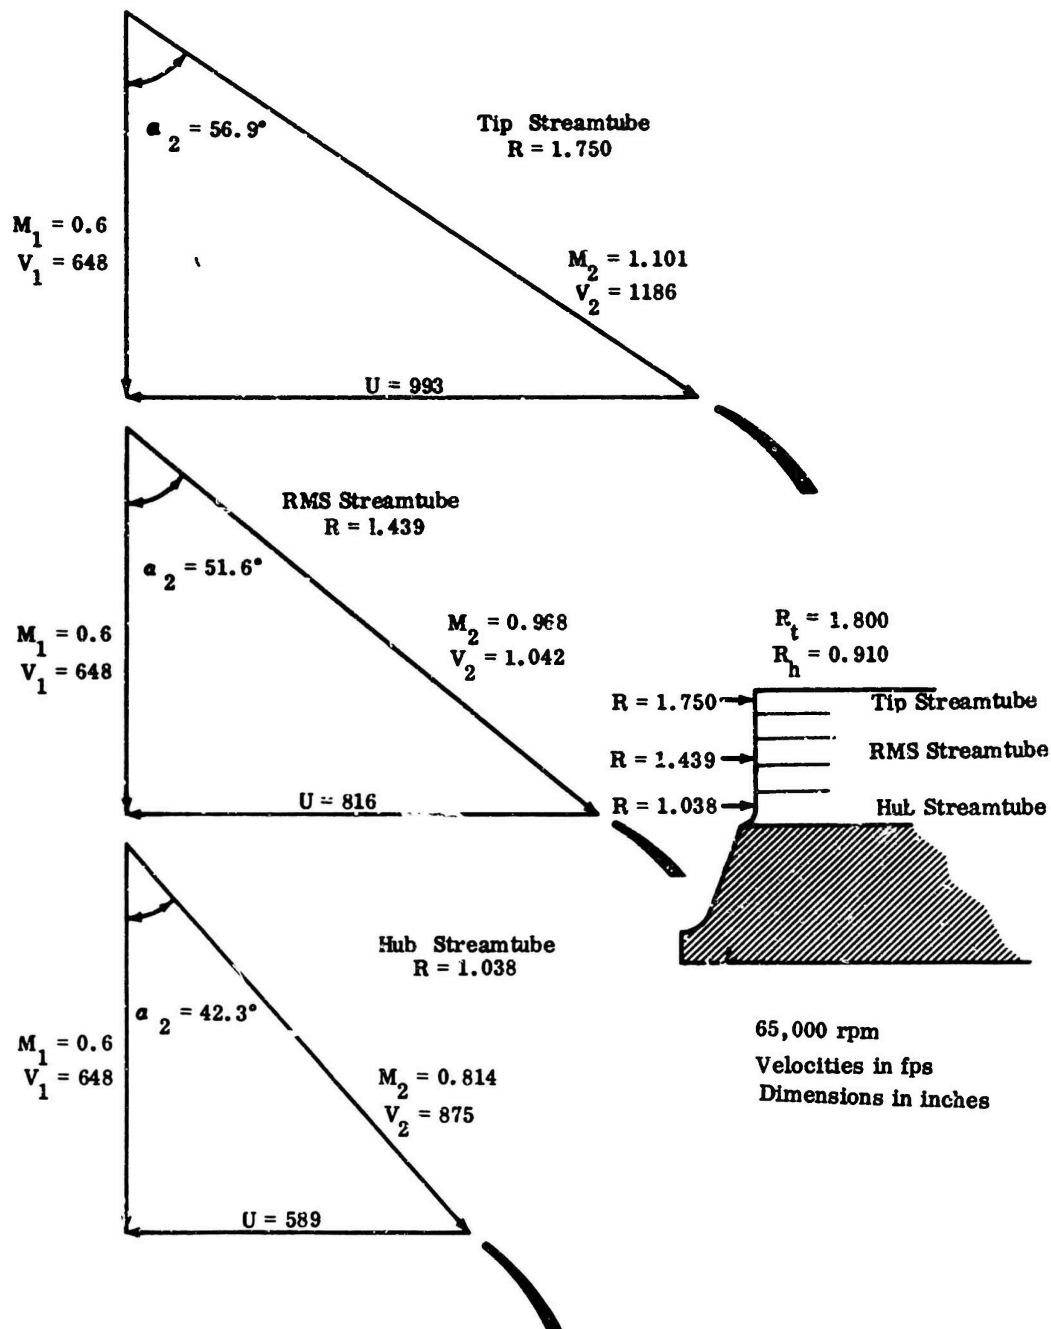 α2 = 56.9°
Tip Streamtube
R = 1.750
M1 = 0.6
V1 = 648
M2 = 1.101
V2 = 1186
U = 993
RMS Streamtube
R = 1.439
α2 = 51.6°
M1 = 0.6
V1 = 648
M2 = 0.968
V2 = 1.042
U = 816
Rt = 1.800
Rh = 0.910
R = 1.750
Tip Streamtube
R = 1.439
RMS Streamtube
R = 1.038
Hub Streamtube
Hub Streamtube
R = 1.038
α2 = 42.3°
M1 = 0.6
V1 = 648
M2 = 0.814
V2 = 875
U = 589
65,000 rpm
Velocities in fps
Dimensions in inches